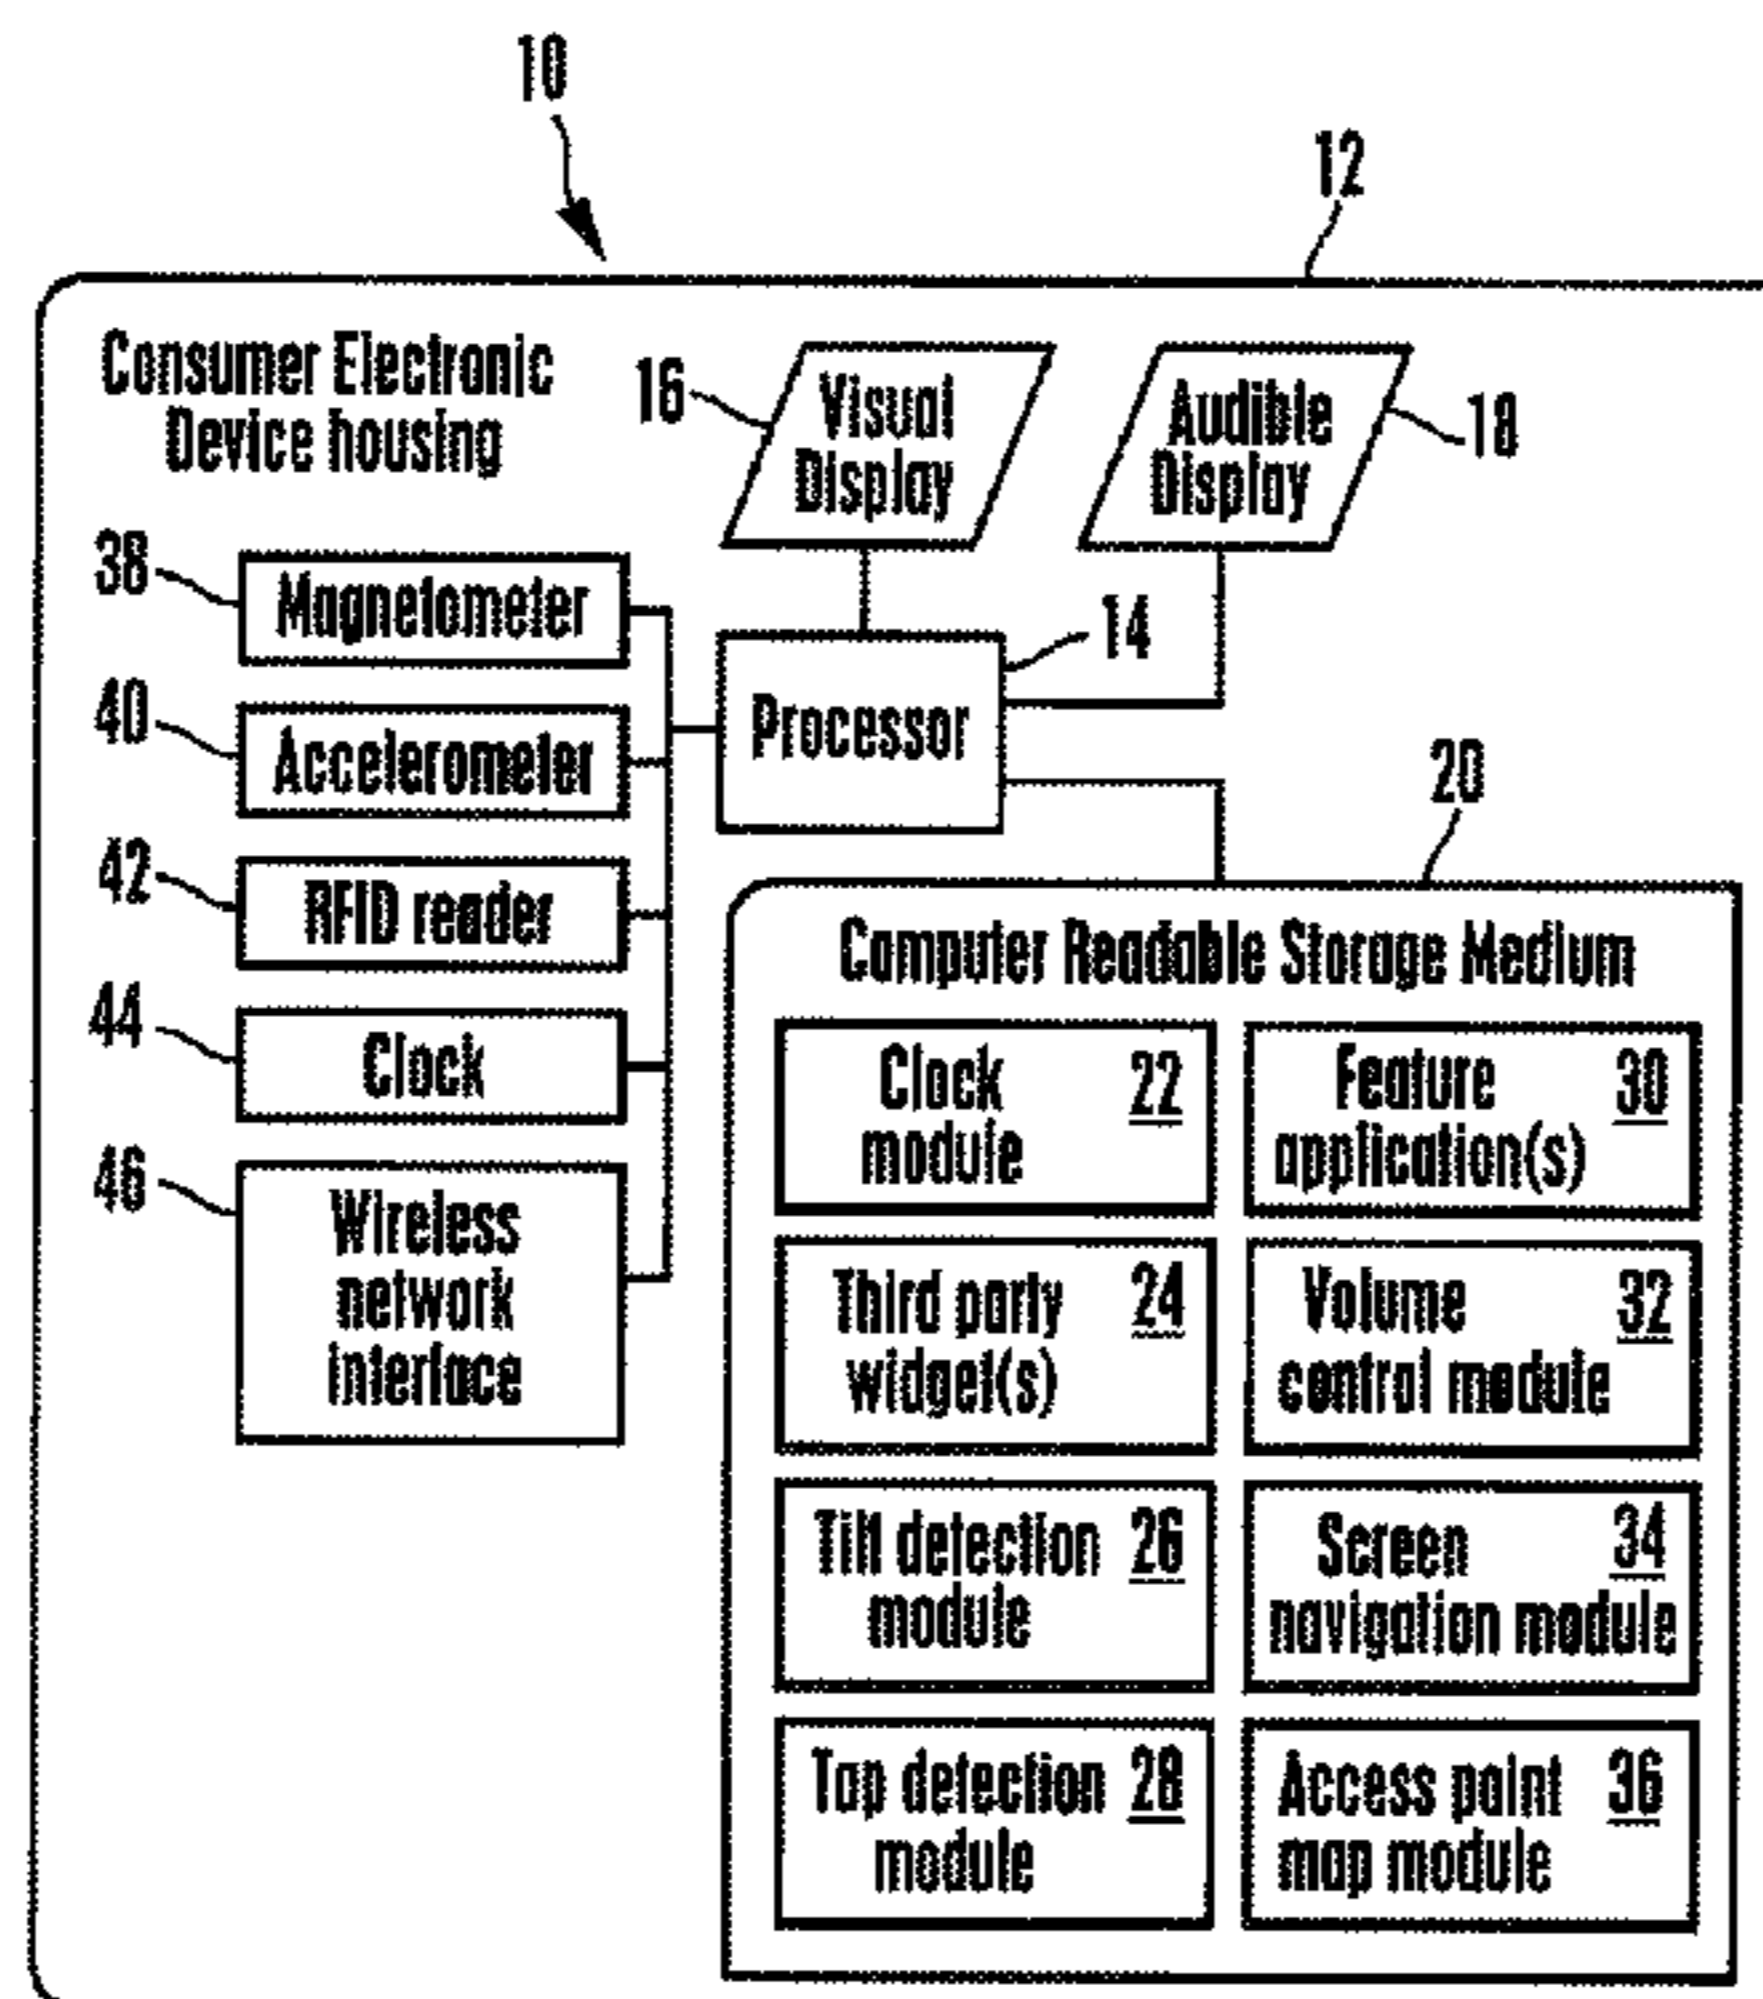 10
12
Consumer Electronic
Device housing
16
Visual
Display
Audible
Display
18
38
Magnetometer
14
40
Accelerometer
Processor
20
42
RFID reader
Computer Readable Storage Medium
44
Clock
Clock
module
22
Feature
application(s)
30
46
Wireless
network
interface
Third party
widget(s)
24
Volume
control module
32
Tilt detection
module
26
Screen
navigation module
34
Tap detection
module
28
Access point
map module
36